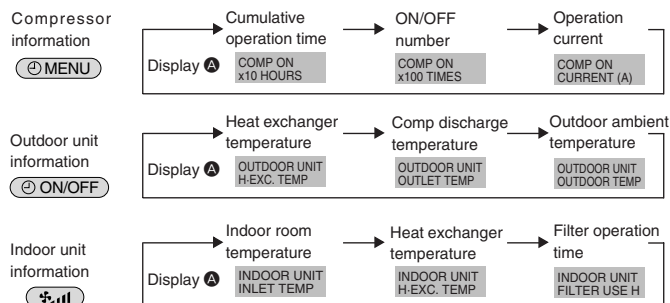 Compressor
information
MENU
Display A
Cumulative
operation time
COMP ON
x10 HOURS
ON/OFF
number
COMP ON
x100 TIMES
Operation
current
COMP ON
CURRENT (A)
Outdoor unit
information
ON/OFF
Display A
Heat exchanger
temperature
OUTDOOR UNIT
H·EXC. TEMP
Comp discharge
temperature
OUTDOOR UNIT
OUTLET TEMP
Outdoor ambient
temperature
OUTDOOR UNIT
OUTDOOR TEMP
Indoor unit
information
Display A
Indoor room
temperature
INDOOR UNIT
INLET TEMP
Heat exchanger
temperature
INDOOR UNIT
H·EXC. TEMP
Filter operation
time
INDOOR UNIT
FILTER USE H